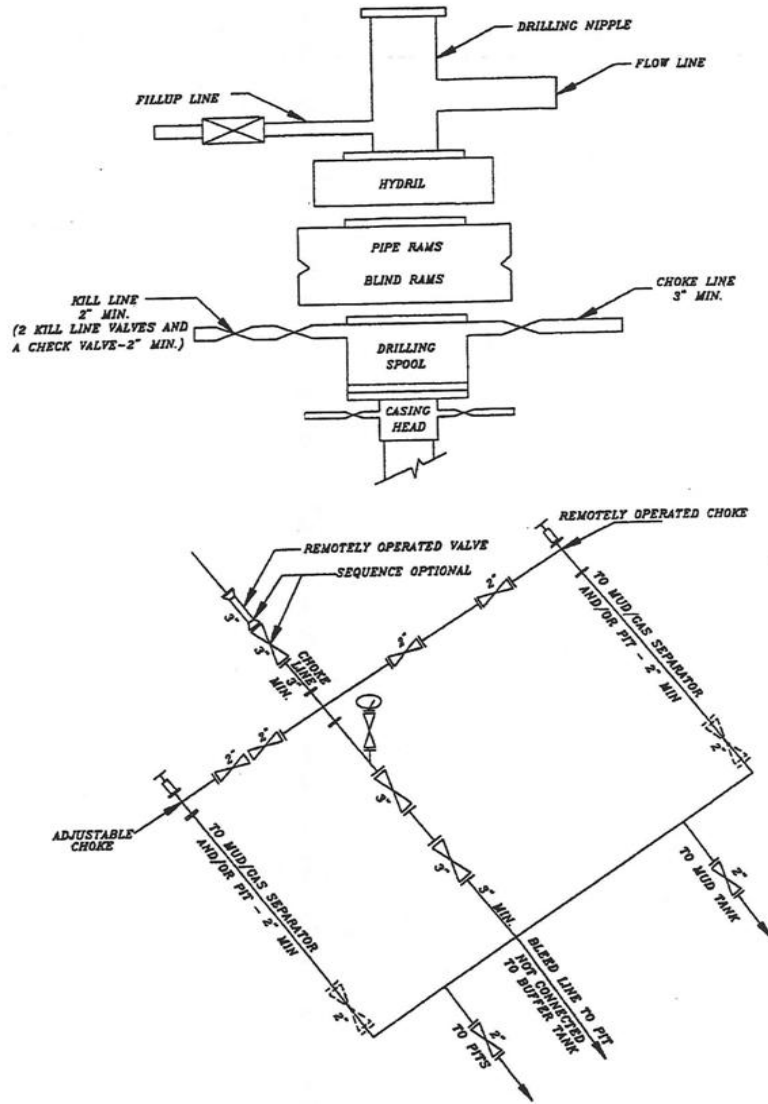 DRILLING NIPPLE
FLOW LINE
FILLUP LINE
HYDRIL
PIPE RAMS
BLIND RAMS
KILL LINE
2" MIN.
(2 KILL LINE VALVES AND
A CHECK VALVE-2" MIN.)
CHOKE LINE
3" MIN.
DRILLING
SPOOL
CASING
HEAD
REMOTELY OPERATED CHOKE
REMOTELY OPERATED VALVE
SEQUENCE OPTIONAL
3"
3"
CHOKE
LINE
3"
MIN.
2"
2"
TO MUD/GAS SEPARATOR
AND/OR PIT - 2" MIN
2"
2"
2"
ADJUSTABLE
CHOKE
3"
3"
3" MIN.
TO MUD/GAS SEPARATOR
AND/OR PIT - 2" MIN
2"
BLEED LINE TO PIT
NOT CONNECTED
TO BUFFER TANK
2"
TO MUD TANK
2"
TO PITS